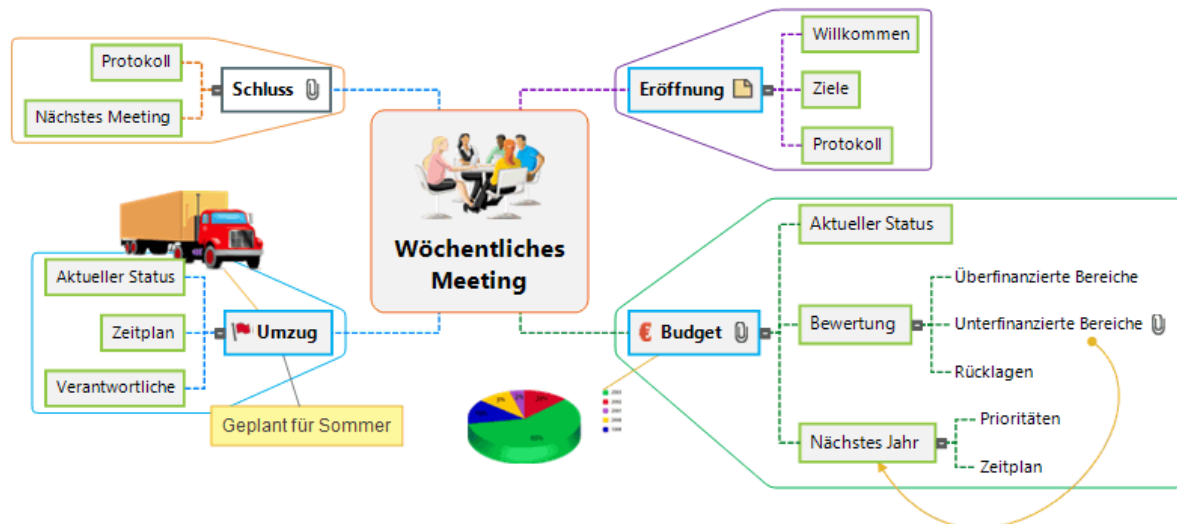 Wöchentliches
Meeting
Eröffnung
Willkommen
Ziele
Protokoll
Budget
Aktueller Status
Bewertung
Überfinanzierte Bereiche
Unterfinanzierte Bereiche
Rücklagen
Nächstes Jahr
Prioritäten
Zeitplan
Umzug
Aktueller Status
Zeitplan
Verantwortliche
Geplant für Sommer
Schluss
Protokoll
Nächstes Meeting